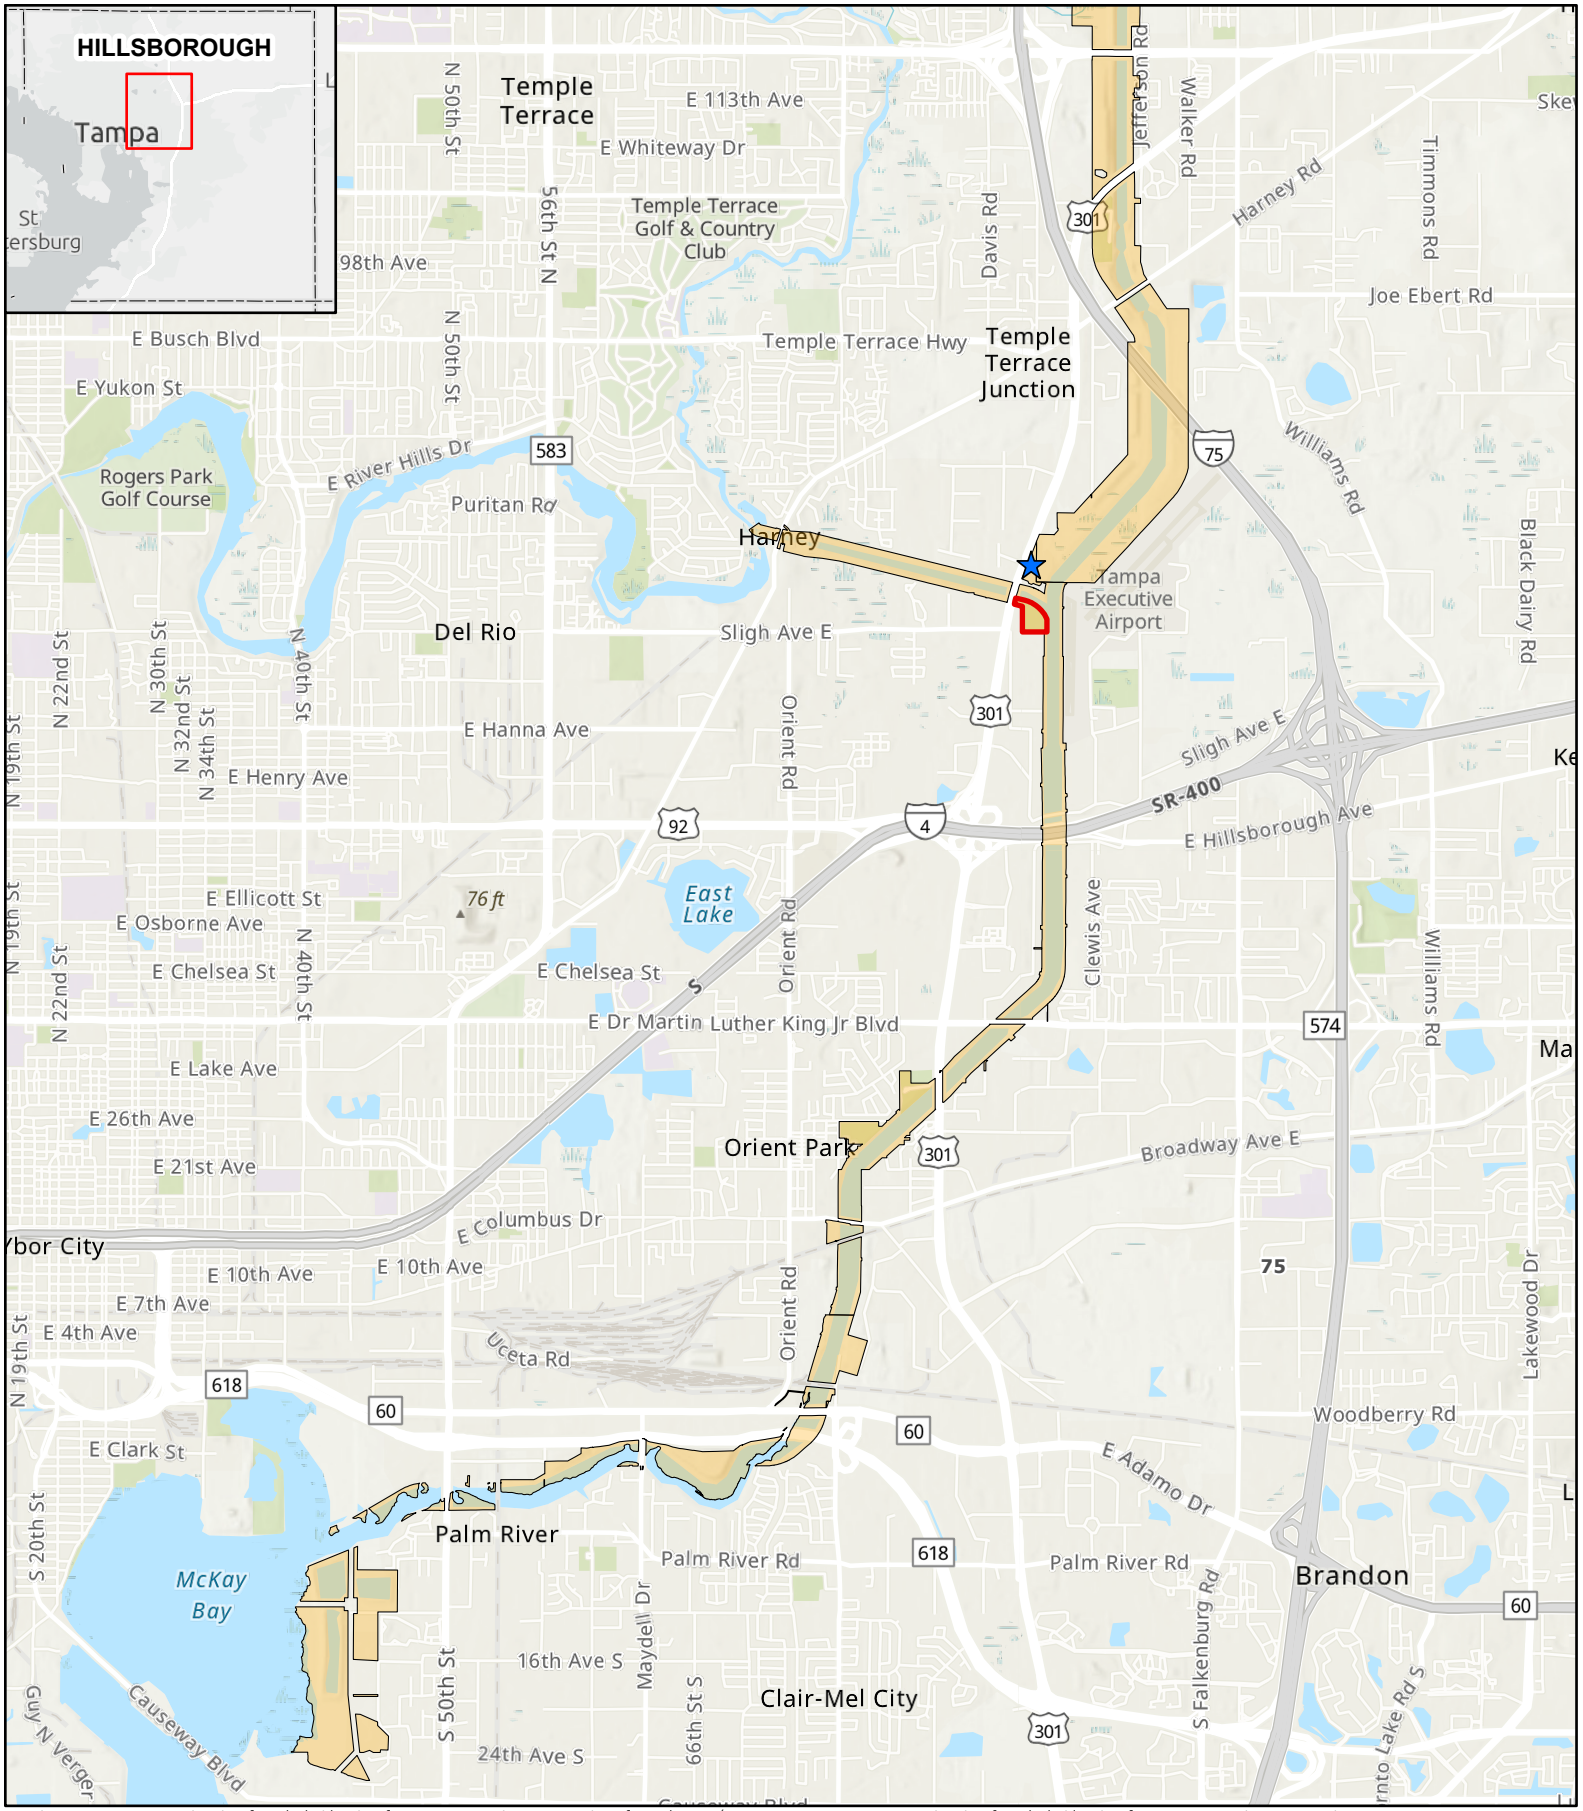 HILLSBOROUGH
Tampa
St
tersburg
L
Temple
Terrace
N 50th St
E 113th Ave
E Whiteway Dr
Jefferson Rd
Walker Rd
Skew
Timmons Rd
Harney Rd
56th St N
Temple Terrace
Golf & Country
Club
Davis Rd
301
98th Ave
Joe Ebert Rd
E Busch Blvd
N 50th St
Temple Terrace Hwy
Temple
Terrace
Junction
E Yukon St
583
E River Hills Dr
75
Williams Rd
Rogers Park
Golf Course
Puritan Rd
Harney
Black Dairy Rd
Tampa
Executive
Airport
Del Rio
Sligh Ave E
N 22nd St
N 30th St
N 32nd St
N 34th St
N 40th St
N 19th St
301
Orient Rd
E Hanna Ave
Sligh Ave E
Ke
E Henry Ave
SR-400
92
4
E Hillsborough Ave
E Ellicott St
76 ft
East
Lake
E Osborne Ave
N 19th St
N 22nd St
N 40th St
Orient Rd
Clewis Ave
Williams Rd
E Chelsea St
E Chelsea St
S
E Dr Martin Luther King Jr Blvd
574
Ma
E Lake Ave
E 26th Ave
Orient Park
301
Broadway Ave E
E 21st Ave
E Columbus Dr
Ybor City
E 10th Ave
E 10th Ave
75
E 7th Ave
Orient Rd
Lakewood Dr
E 4th Ave
N 19th St
Uceta Rd
618
60
60
Woodberry Rd
E Clark St
E Adamo Dr
L
S 20th St
Palm River
Palm River Rd
618
Palm River Rd
McKay
Bay
Brandon
60
Maydell Dr
S Falkenburg Rd
16th Ave S
S 50th St
66th St S
Clair-Mel City
301
Guy N Verger
Causeway Blvd
24th Ave S
rnto Lake Rd S
Causeway Blvd